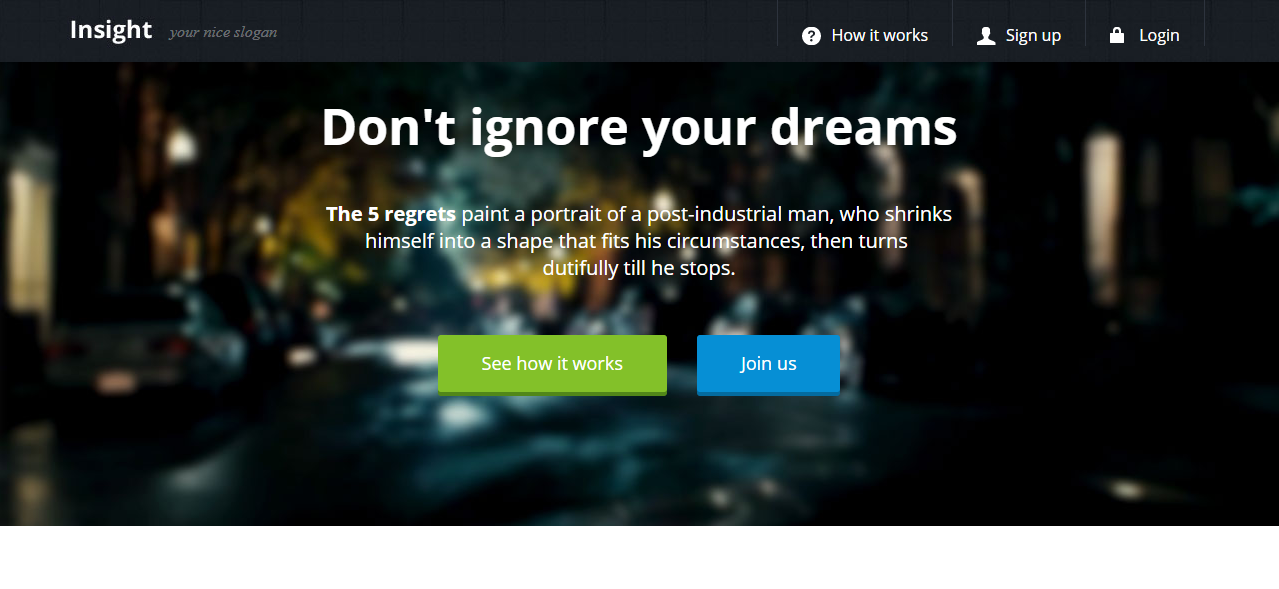 Insight your nice slogan How it works Sign up Login
Don't ignore your dreams
The 5 regrets paint a portrait of a post-industrial man, who shrinks
himself into a shape that fits his circumstances, then turns
dutifully till he stops.
See how it works Join us